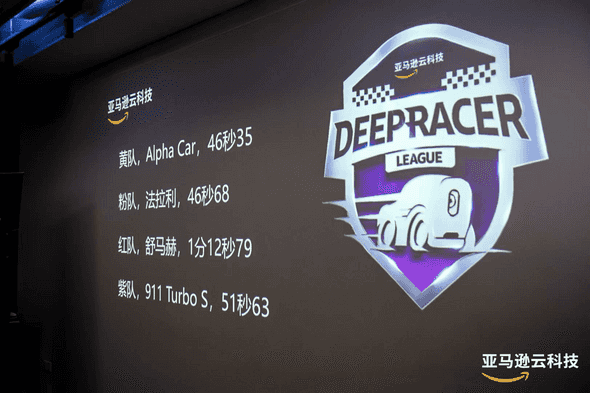 亚马逊云科技
黄队，Alpha Car，46秒35
粉队，法拉利，46秒68
红队，舒马赫，1分12秒79
紫队，911 Turbo S，51秒63
亚马逊云科技
DEEPRACER
LEAGUE
亚马逊云科技